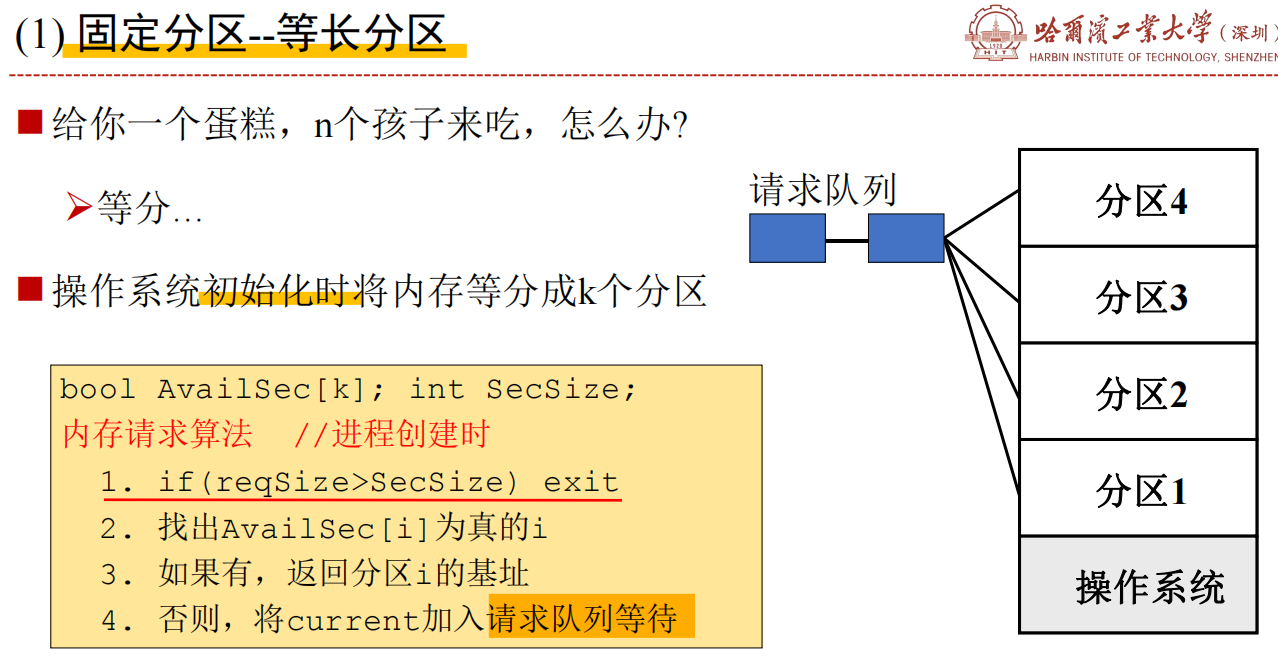 (1) 固定分区--等长分区
哈尔滨工业大学(深圳)
HARBIN INSTITUTE OF TECHNOLOGY, SHENZHEN
HIT
给你一个蛋糕，n个孩子来吃，怎么办?
等分…
操作系统初始化时将内存等分成k个分区
bool AvailSec[k]; int SecSize;
内存请求算法 //进程创建时
1. if(reqSize>SecSize) exit
2. 找出AvailSec[i]为真的i
3. 如果有，返回分区i的基址
4. 否则，将current加入请求队列等待
请求队列
分区4
分区3
分区2
分区1
操作系统